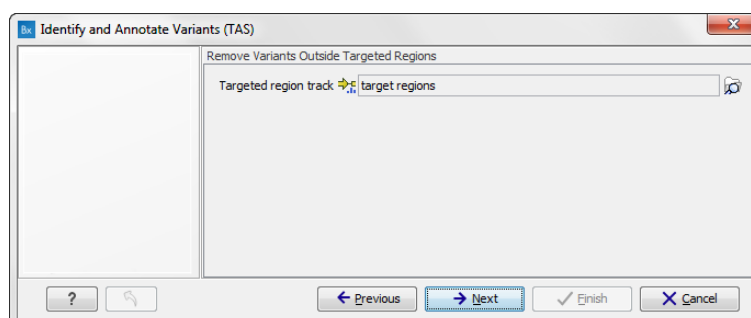 Bx Identify and Annotate Variants (TAS)
Remove Variants Outside Targeted Regions
Targeted region track target regions
? Previous Next Finish Cancel